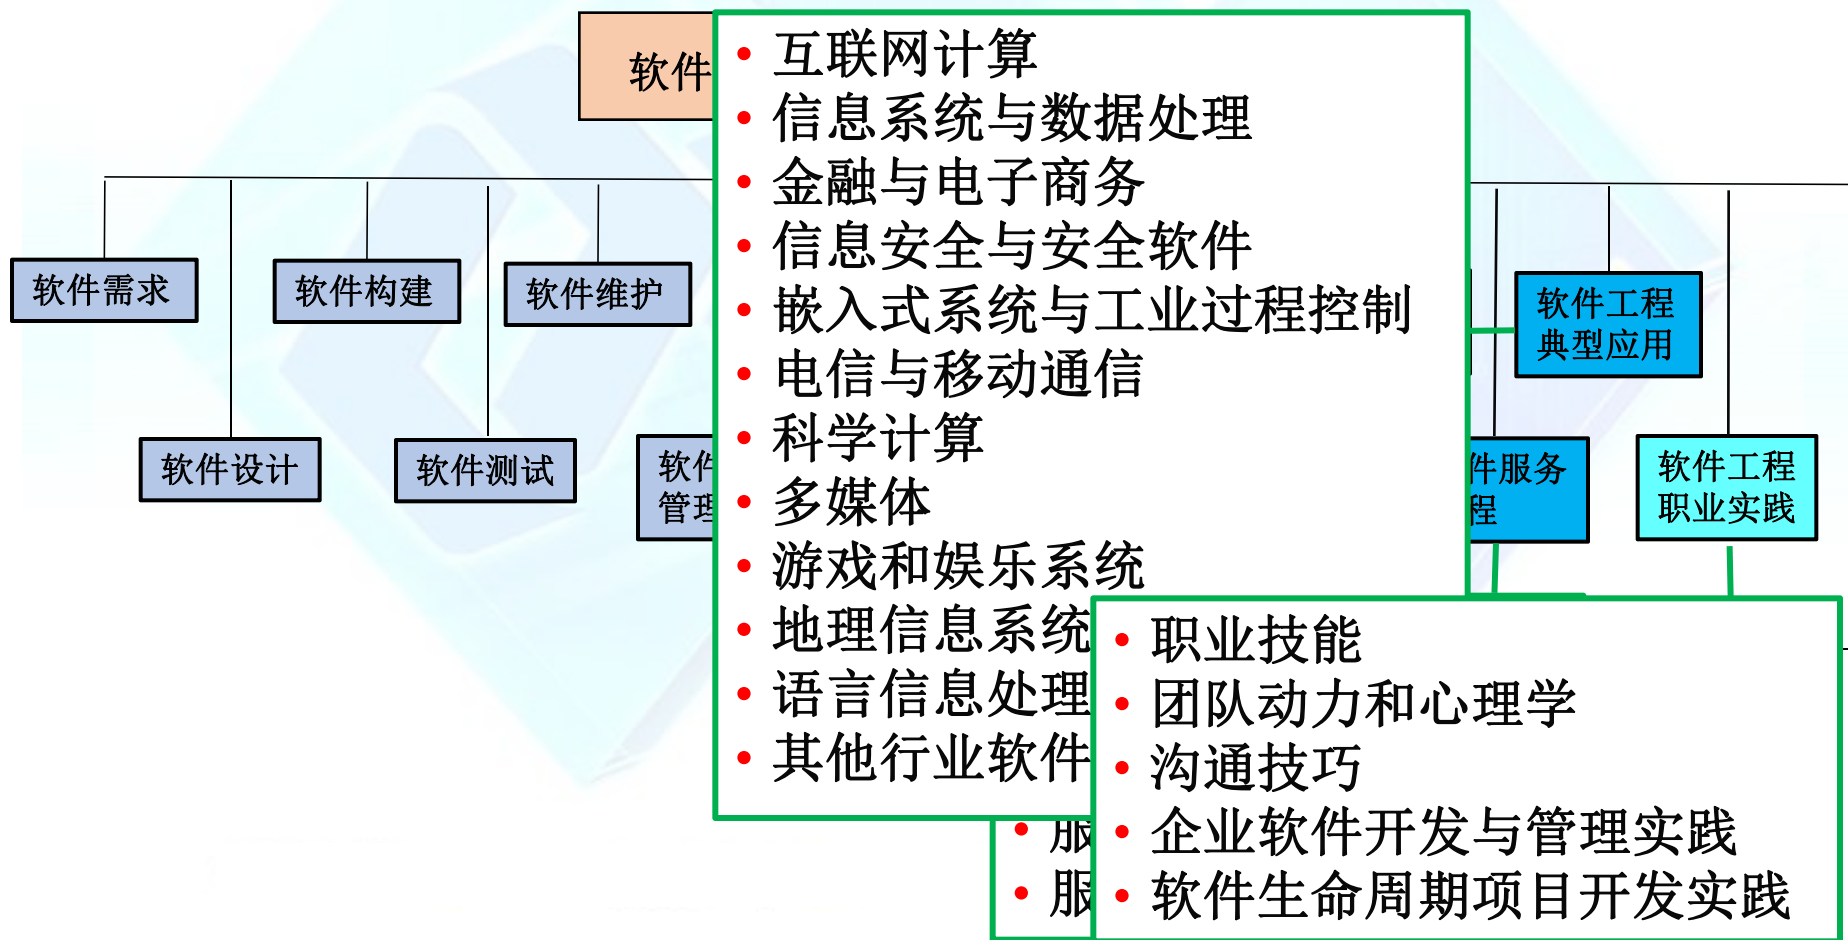 软件
软件需求
软件构建
软件维护
软件设计
软件测试
软件
管理
• 互联网计算
• 信息系统与数据处理
• 金融与电子商务
• 信息安全与安全软件
• 嵌入式系统与工业过程控制
• 电信与移动通信
• 科学计算
• 多媒体
• 游戏和娱乐系统
• 地理信息系统
• 语言信息处理
• 其他行业软件
软件工程
典型应用
件服务
程
软件工程
职业实践
• 服
• 服
• 职业技能
• 团队动力和心理学
• 沟通技巧
• 企业软件开发与管理实践
• 软件生命周期项目开发实践